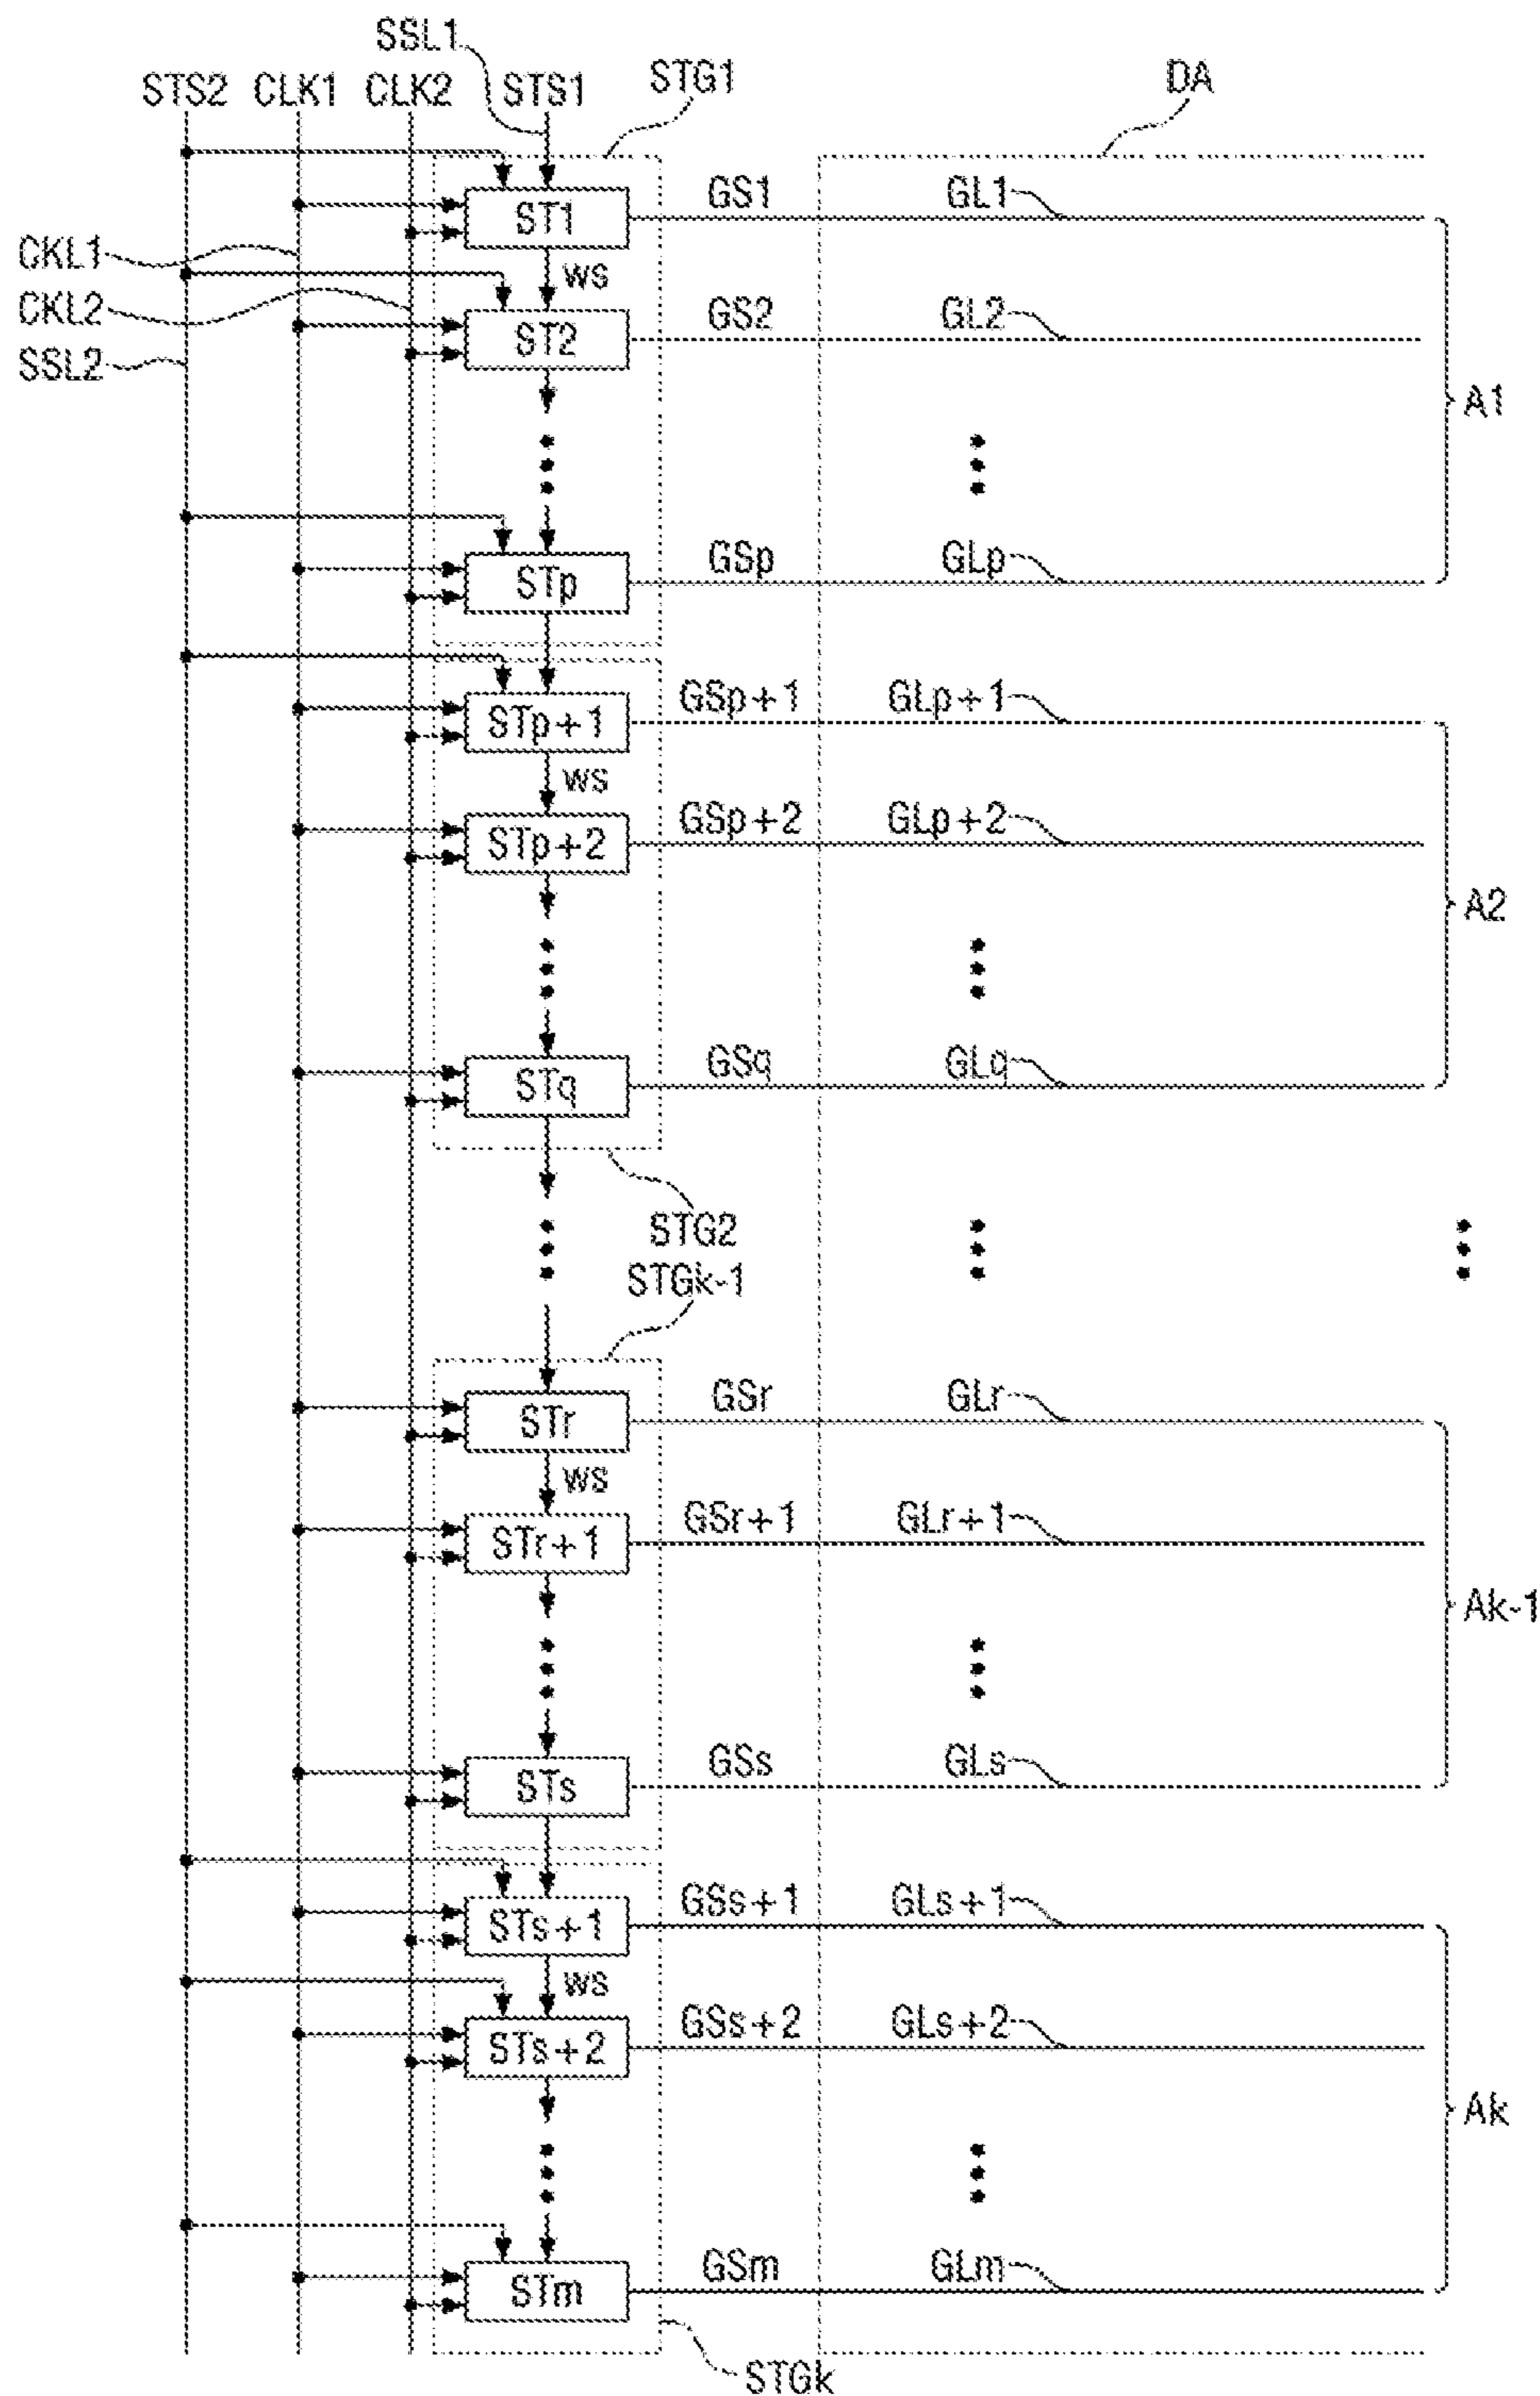 SSL1
STS2 CLK1 CLK2 STS1 STG1 DA
GS1 GL1
ST1
CKL1
ws
CKL2
GS2 GL2
ST2
SSL2
A1
GSp GLp
STp
GSp+1 GLp+1
STp+1
ws
GSp+2 GLp+2
STp+2
A2
GSq GLq
STq
STG2
STGk-1
GSr GLr
STr
ws
GSr+1 GLr+1
STr+1
Ak-1
GSs GLs
STs
GSs+1 GLs+1
STs+1
ws
GSs+2 GLs+2
STs+2
Ak
GSm GLm
STm
STGk